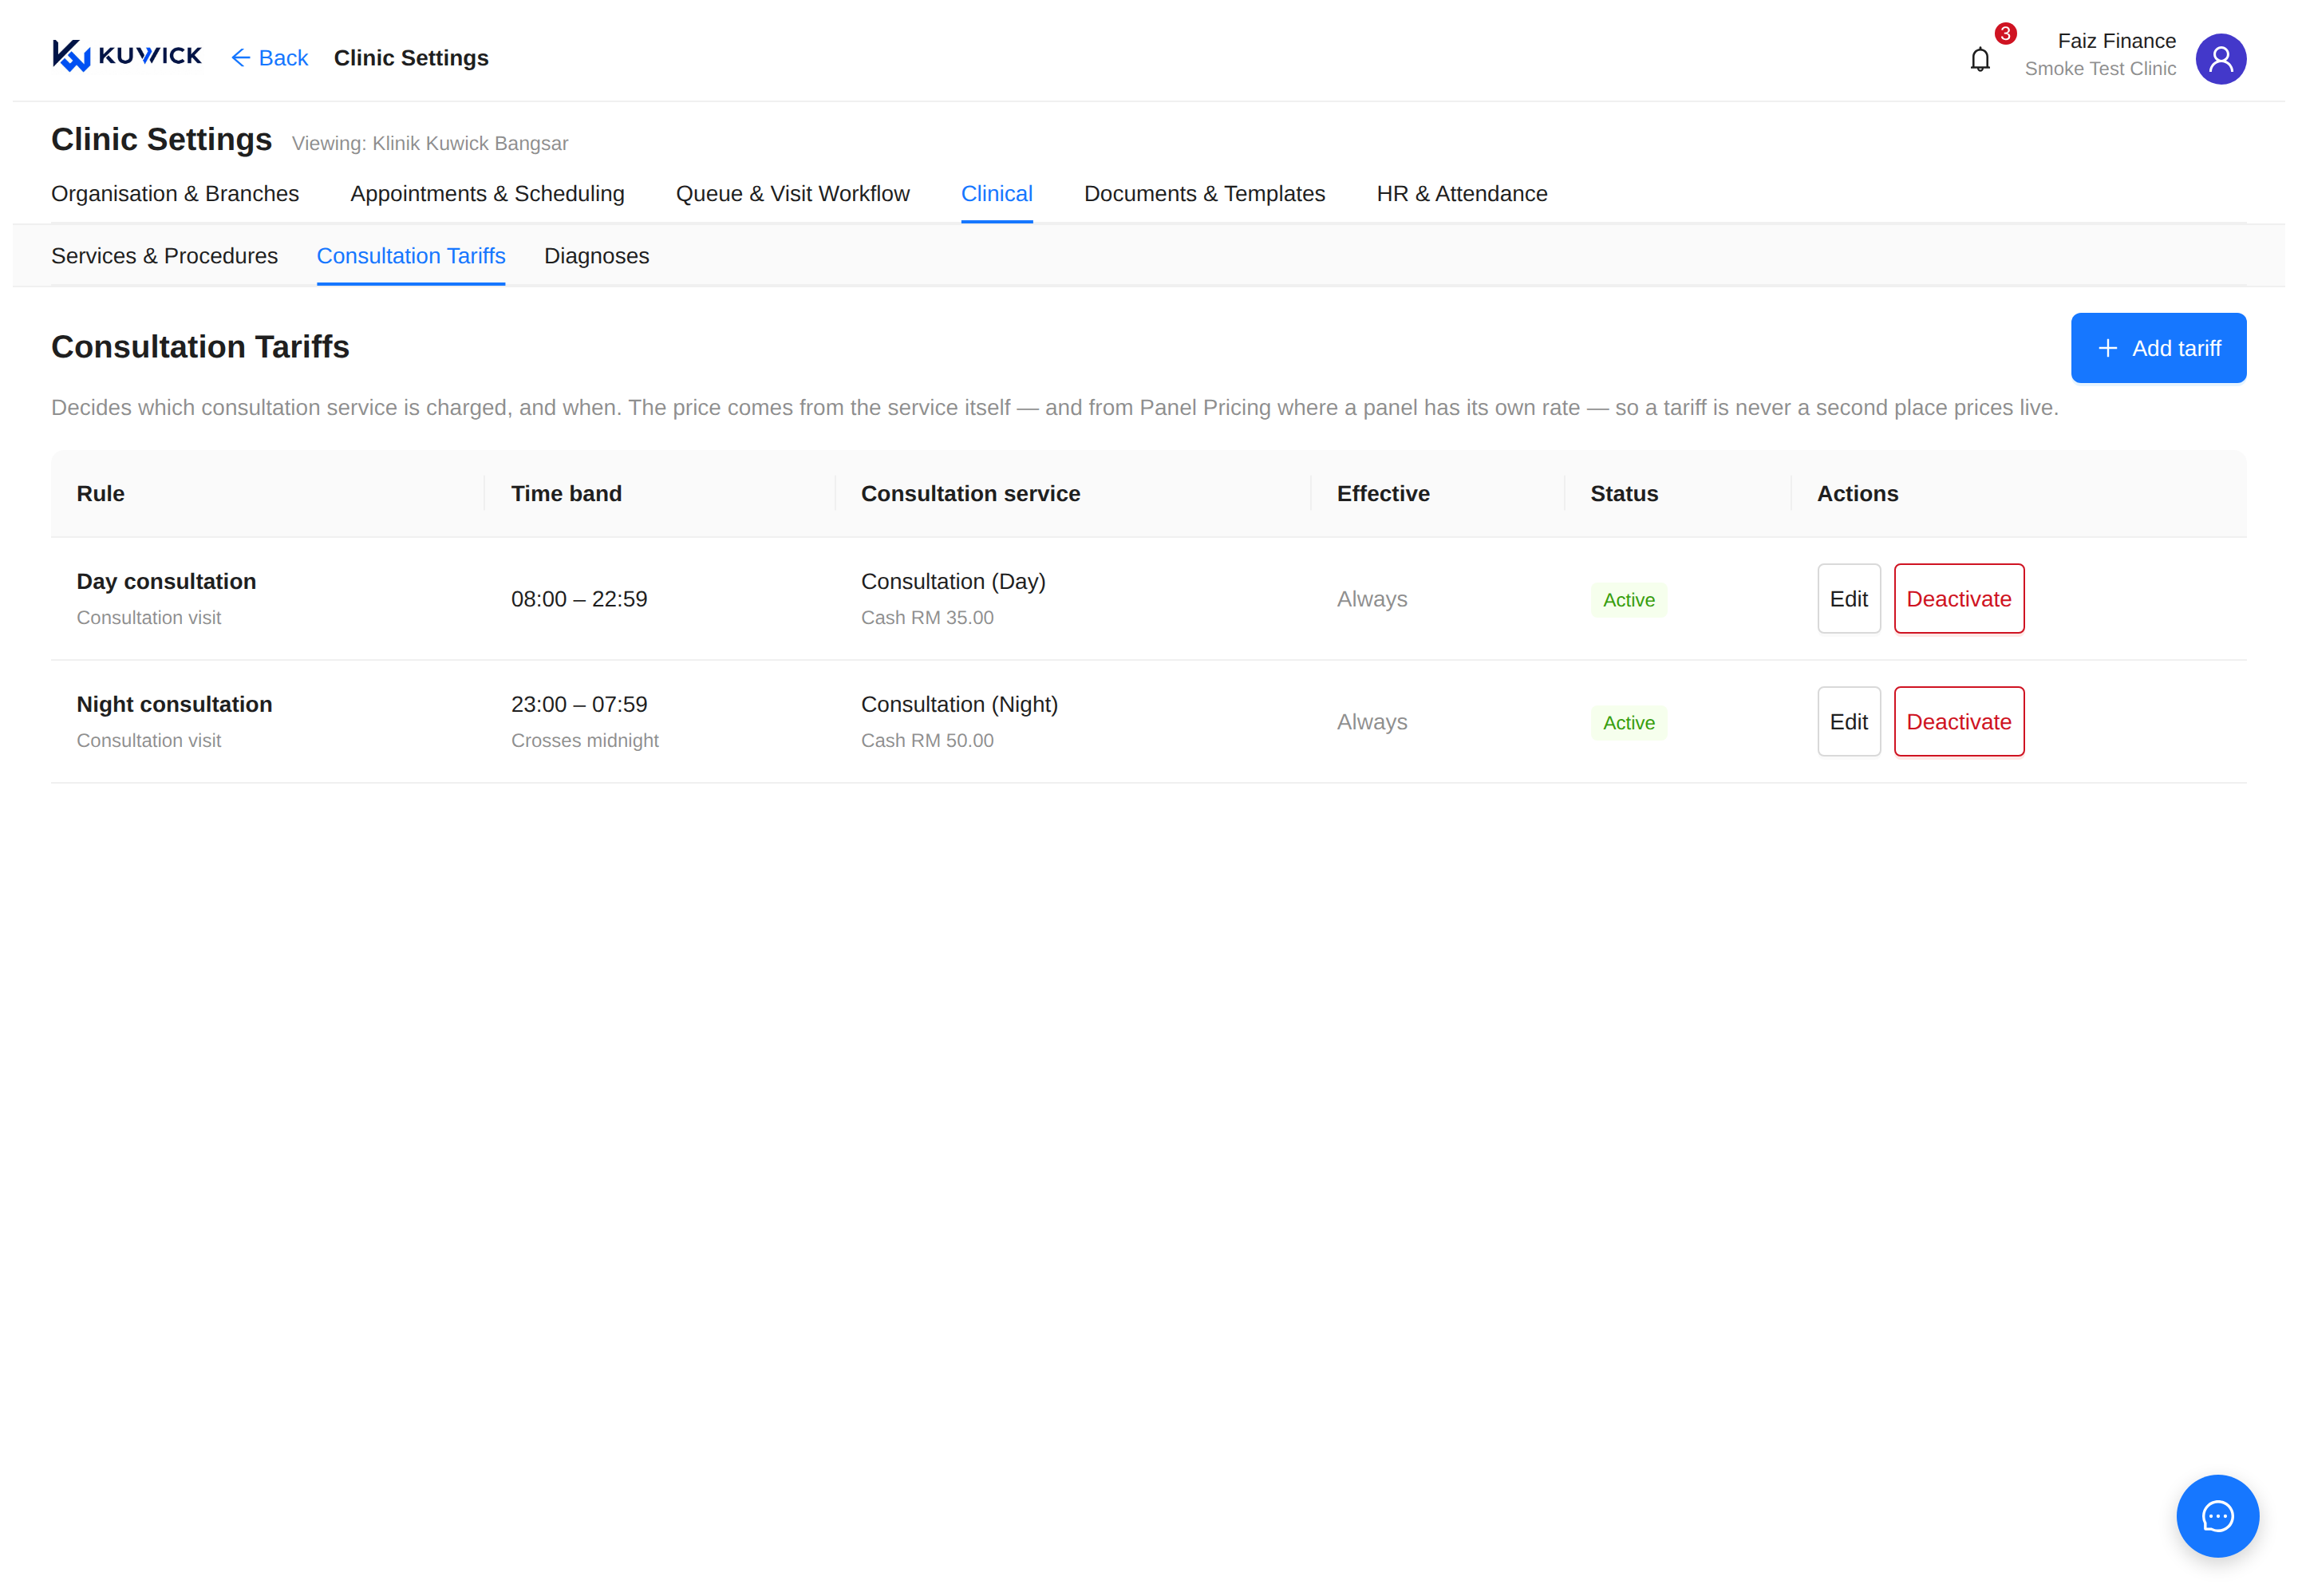 KUWICK
Back
Clinic Settings
3
Faiz Finance
Smoke Test Clinic
Clinic Settings
Viewing: Klinik Kuwick Bangsar
Organisation & Branches
Appointments & Scheduling
Queue & Visit Workflow
Clinical
Documents & Templates
HR & Attendance
Services & Procedures
Consultation Tariffs
Diagnoses
Consultation Tariffs
Add tariff
Decides which consultation service is charged, and when. The price comes from the service itself — and from Panel Pricing where a panel has its own rate — so a tariff is never a second place prices live.
Rule
Time band
Consultation service
Effective
Status
Actions
Day consultation
Consultation visit
08:00 – 22:59
Consultation (Day)
Cash RM 35.00
Always
Active
Edit
Deactivate
Night consultation
Consultation visit
23:00 – 07:59
Crosses midnight
Consultation (Night)
Cash RM 50.00
Always
Active
Edit
Deactivate